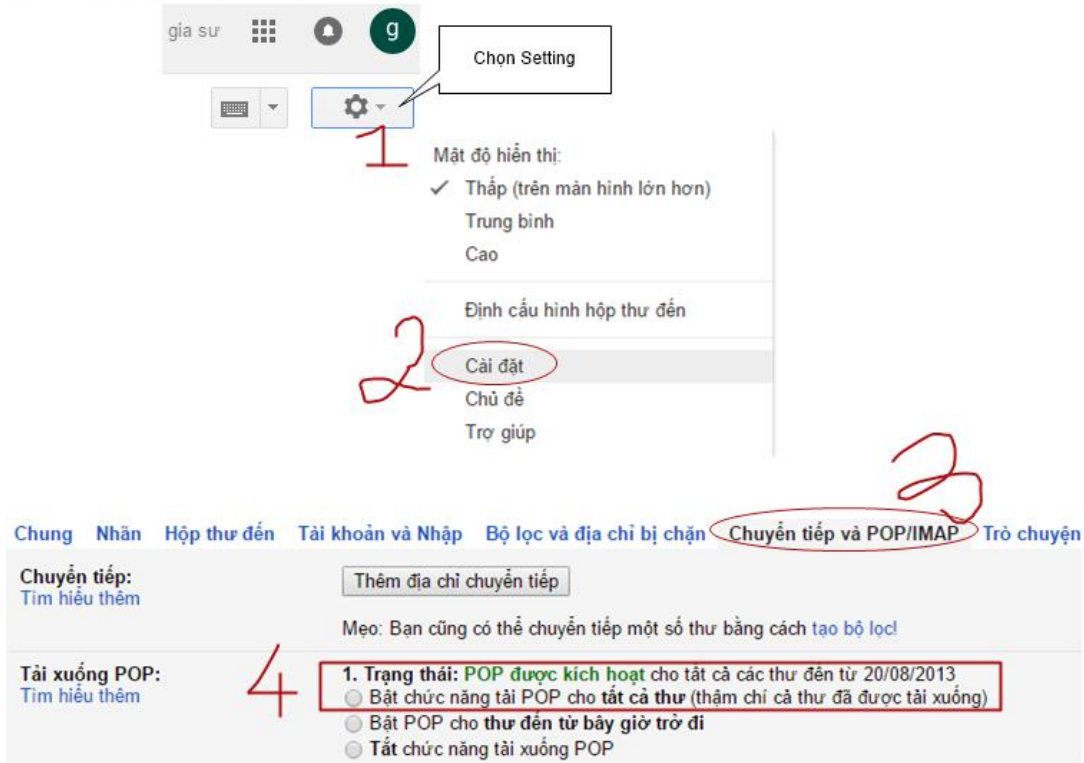 gia sư
g
Chọn Setting
1
Mật độ hiển thị:
Thấp (trên màn hình lớn hơn)
Trung bình
Cao
Định cấu hình hộp thư đến
2
Cài đặt
Chủ đề
Trợ giúp
3
Chung Nhãn Hộp thư đến Tài khoản và Nhập Bộ lọc và địa chỉ bị chặn Chuyển tiếp và POP/IMAP Trò chuyện
Chuyển tiếp: Thêm địa chỉ chuyển tiếp
Tìm hiểu thêm
Mẹo: Bạn cũng có thể chuyển tiếp một số thư bằng cách tạo bộ lọc!
4
Tải xuống POP: 1. Trạng thái: POP được kích hoạt cho tất cả các thư đến từ 20/08/2013
Tìm hiểu thêm Bật chức năng tải POP cho tất cả thư (thậm chí cả thư đã được tải xuống)
Bật POP cho thư đến từ bây giờ trở đi
Tắt chức năng tải xuống POP